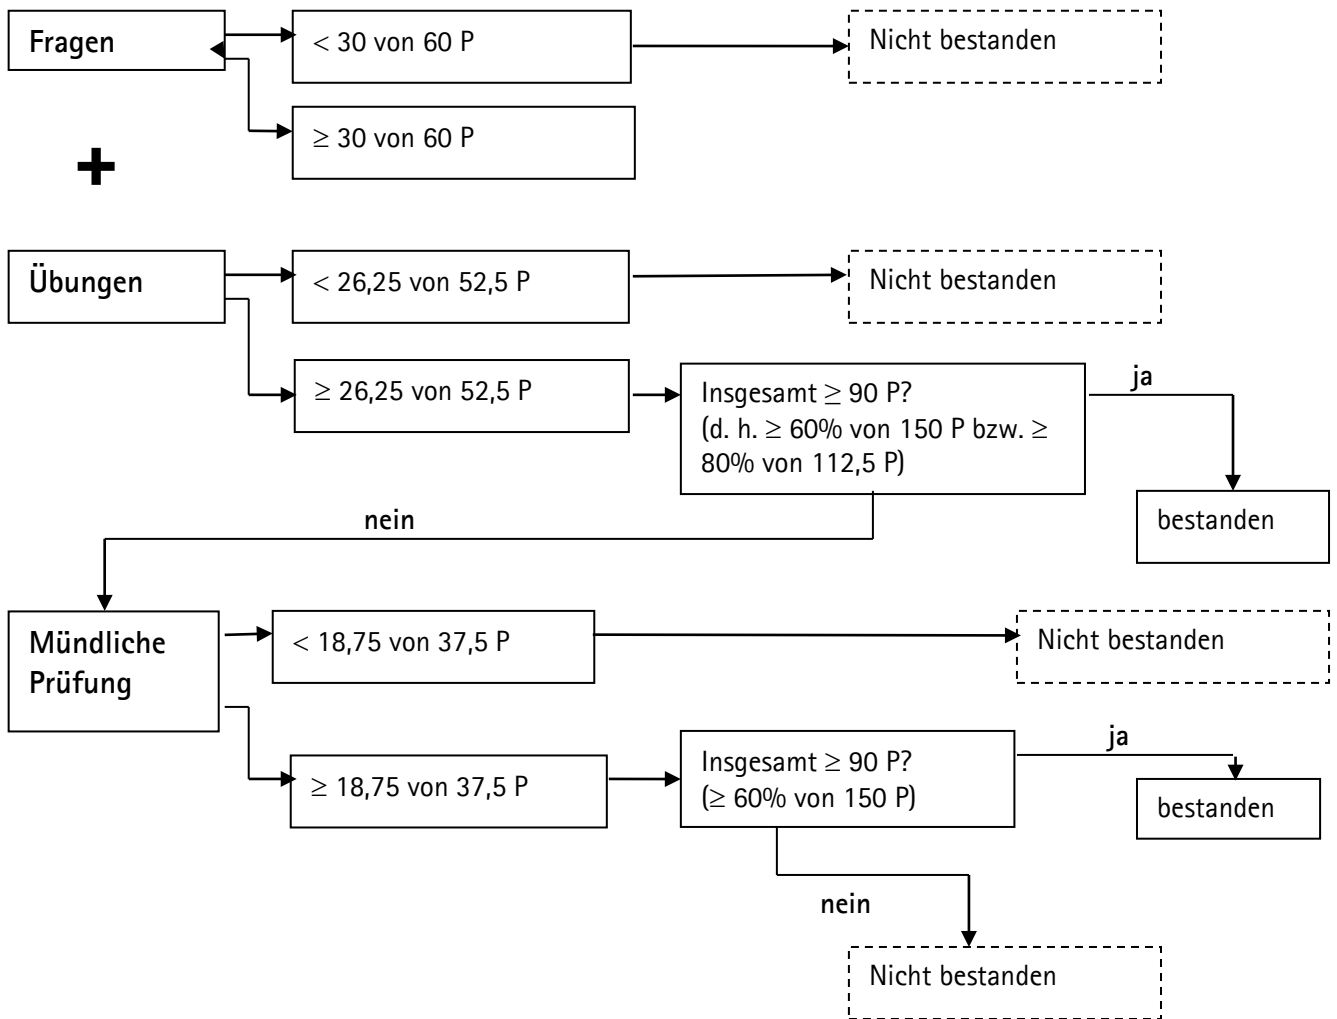 Fragen
< 30 von 60 P
Nicht bestanden
≥ 30 von 60 P
+
Übungen
< 26,25 von 52,5 P
Nicht bestanden
≥ 26,25 von 52,5 P
Insgesamt ≥ 90 P?
(d. h. ≥ 60% von 150 P bzw. ≥
80% von 112,5 P)
ja
bestanden
nein
Mündliche
Prüfung
< 18,75 von 37,5 P
Nicht bestanden
≥ 18,75 von 37,5 P
Insgesamt ≥ 90 P?
(≥ 60% von 150 P)
ja
bestanden
nein
Nicht bestanden